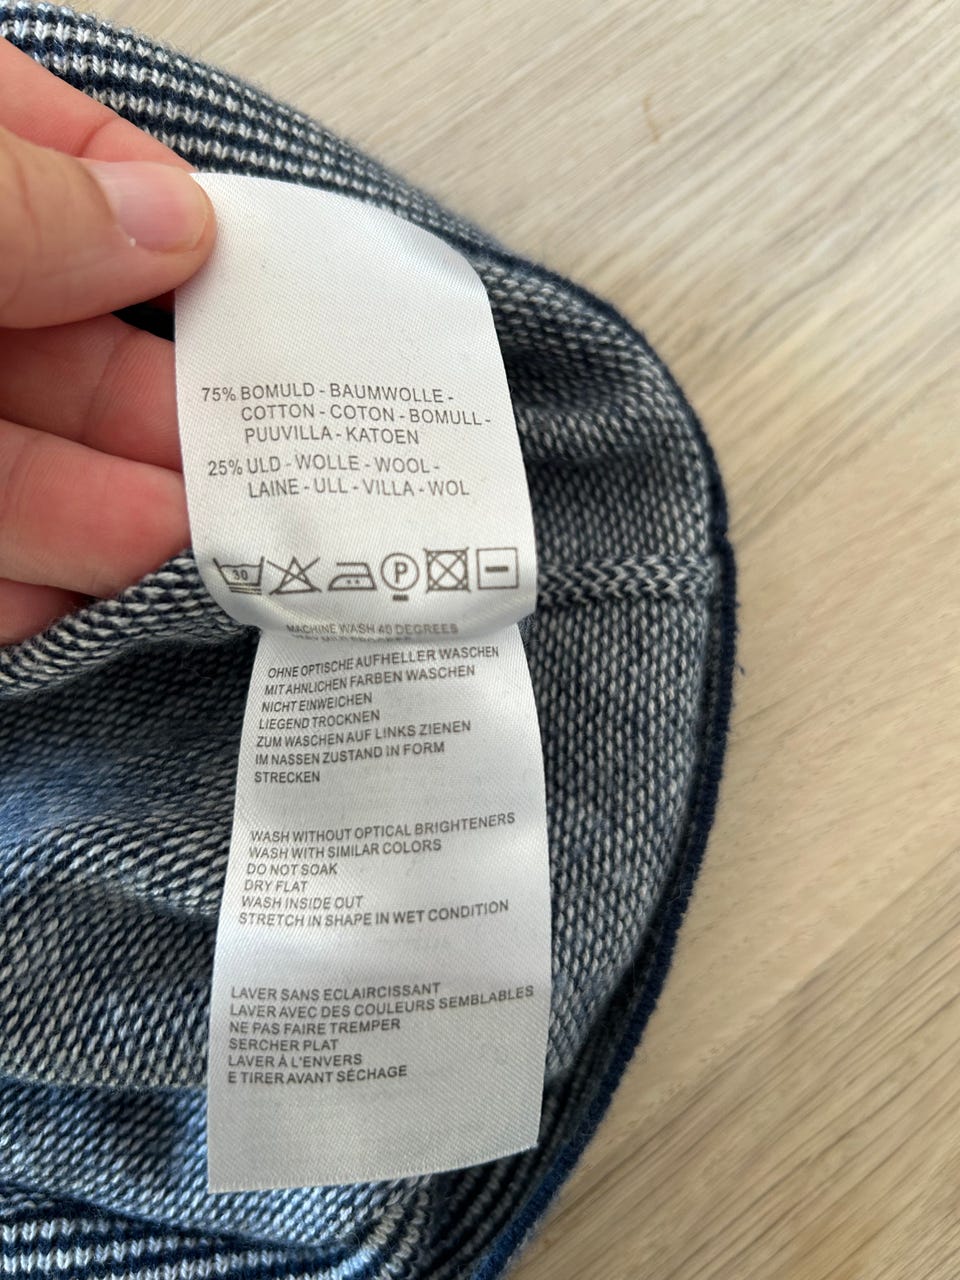 75% BOMULD - BAUMWOLLE -
COTTON - COTON - BOMULL -
PUUVILLA - KATOEN
25% ULD - WOLLE - WOOL -
LAINE - ULL - VILLA - WOL
30 P
MACHINE WASH 40 DEGREES
OHNE OPTISCHE AUFHELLER WASCHEN
MIT AHNLICHEN FARBEN WASCHEN
NICHT EINWEICHEN
LIEGEND TROCKNEN
ZUM WASCHEN AUF LINKS ZIENEN
IM NASSEN ZUSTAND IN FORM
STRECKEN
WASH WITHOUT OPTICAL BRIGHTENERS
WASH WITH SIMILAR COLORS
DO NOT SOAK
DRY FLAT
WASH INSIDE OUT
STRETCH IN SHAPE IN WET CONDITION
LAVER SANS ECLAIRCISSANT
LAVER AVEC DES COULEURS SEMBLABLES
NE PAS FAIRE TREMPER
SERCHER PLAT
LAVER À L'ENVERS
E TIRER AVANT SÉCHAGE